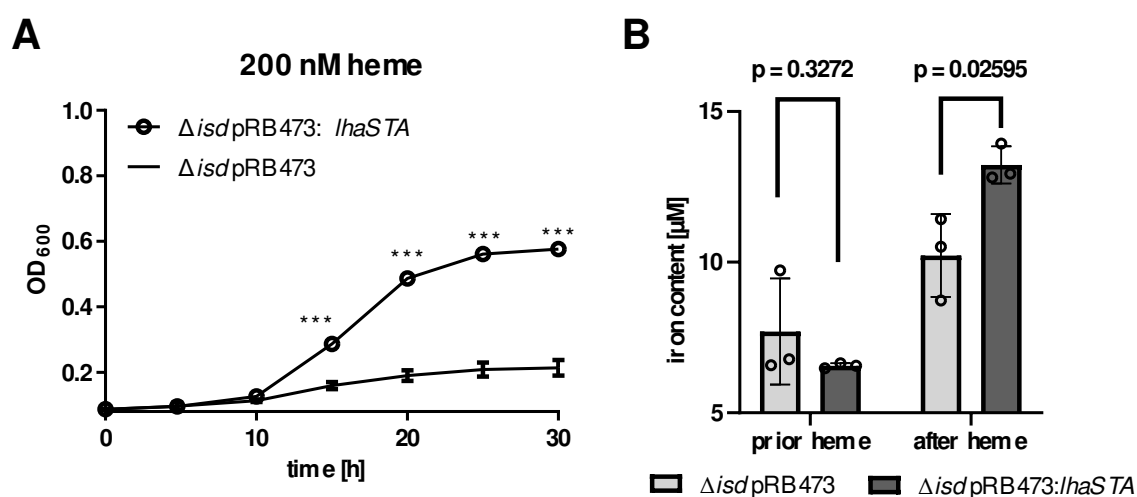 A
200 nM heme
OD600
1.0
0.8
0.6
0.4
0.2
Δisd pRB473: lhaSTA
Δisd pRB473
***
***
***
***
0
10
20
30
time [h]
B
p = 0.3272
p = 0.02595
iron content [µM]
15
10
5
prior heme
after heme
Δisd pRB473
Δisd pRB473:lhaSTA